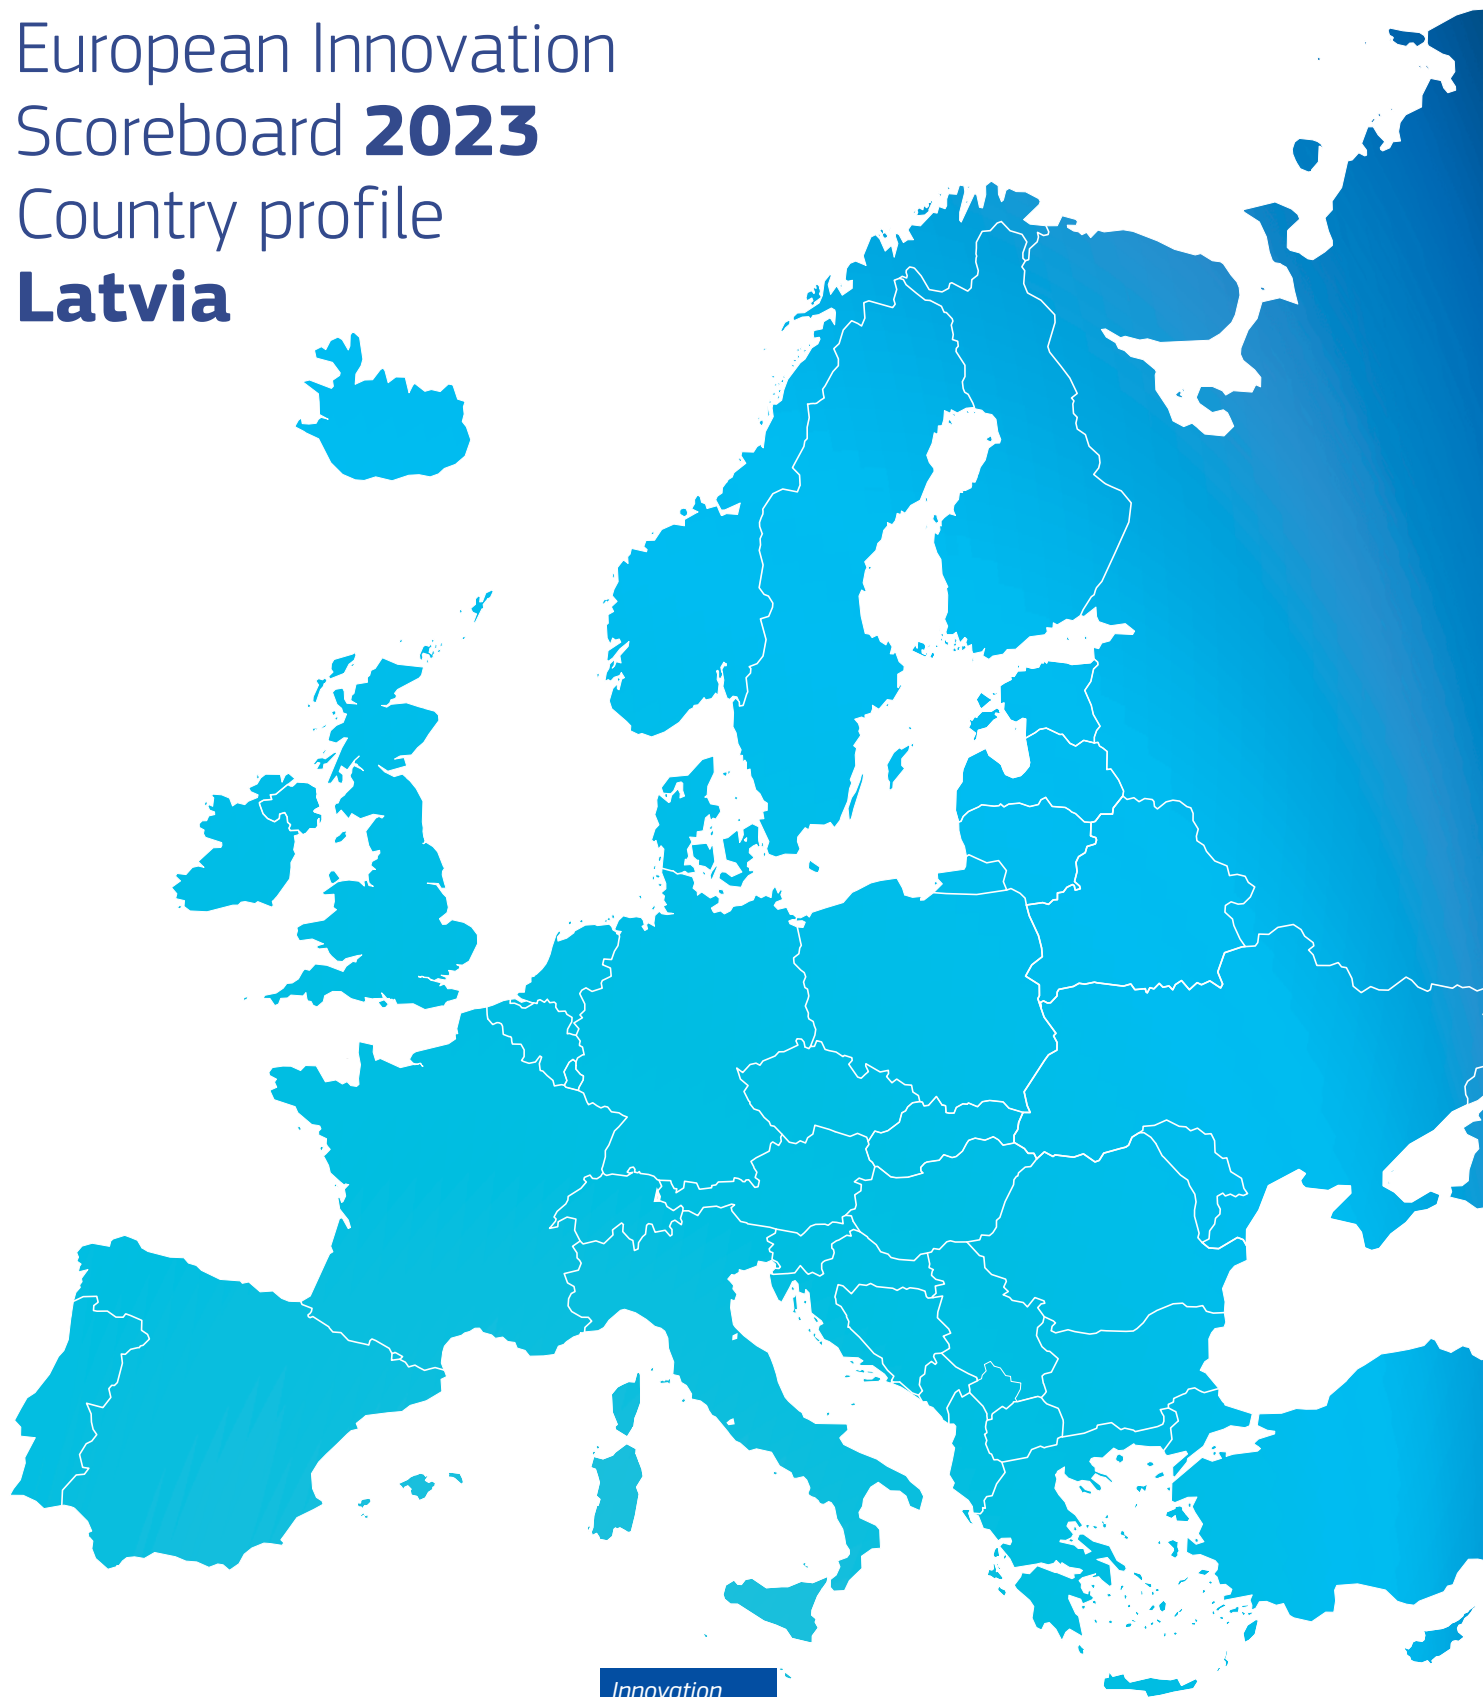 European Innovation
Scoreboard 2023
Country profile
Latvia
Innovation